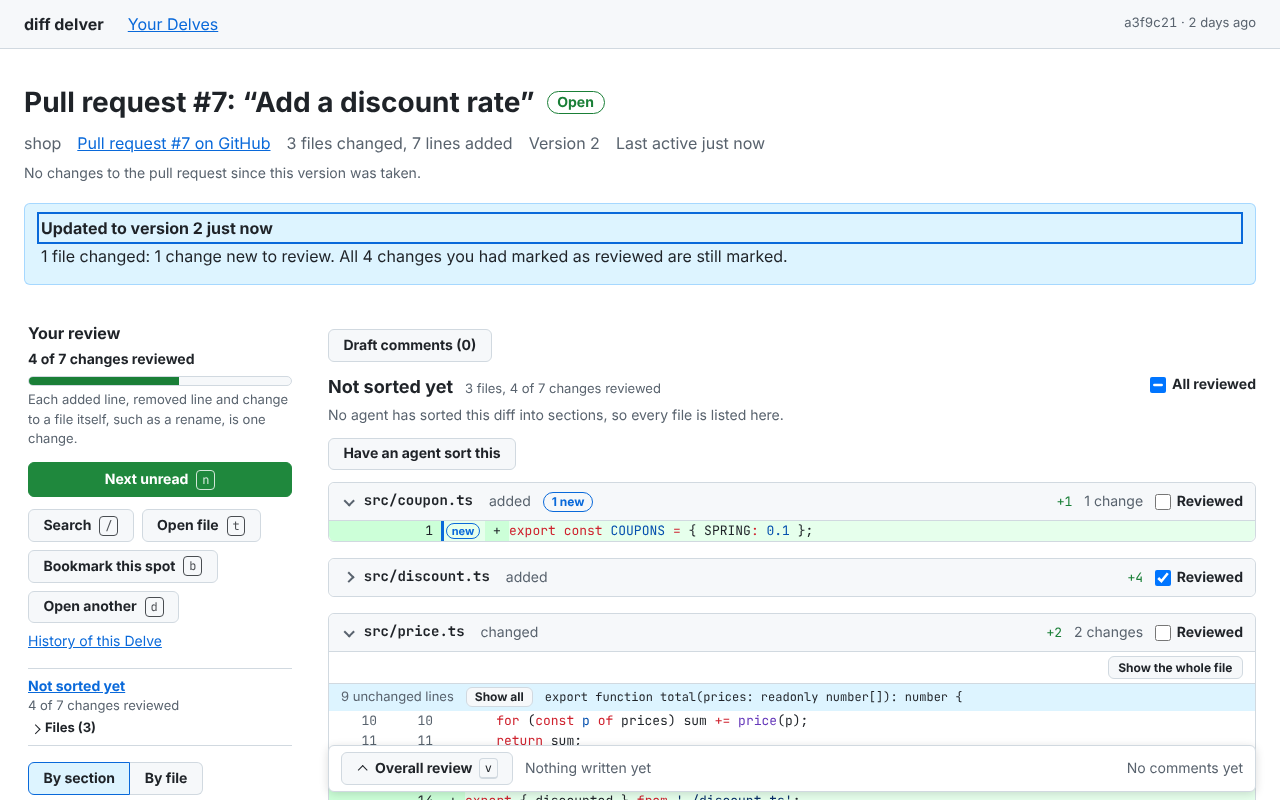 diff delver Your Delves a3f9c21 · 2 days ago
Pull request #7: “Add a discount rate” Open
shop Pull request #7 on GitHub 3 files changed, 7 lines added Version 2 Last active just now
No changes to the pull request since this version was taken.
Updated to version 2 just now
1 file changed: 1 change new to review. All 4 changes you had marked as reviewed are still marked.
Your review
4 of 7 changes reviewed
Each added line, removed line and change
to a file itself, such as a rename, is one
change.
Next unread n
Search / Open file t
Bookmark this spot b
Open another d
History of this Delve
Not sorted yet
4 of 7 changes reviewed
Files (3)
By section By file
Draft comments (0)
Not sorted yet 3 files, 4 of 7 changes reviewed All reviewed
No agent has sorted this diff into sections, so every file is listed here.
Have an agent sort this
src/coupon.ts added 1 new +1 1 change Reviewed
1 new + export const COUPONS = { SPRING: 0.1 };
src/discount.ts added +4 Reviewed
src/price.ts changed +2 2 changes Reviewed
Show the whole file
9 unchanged lines Show all export function total(prices: readonly number[]): number {
10 10 for (const p of prices) sum += price(p);
11 11 return sum;
Overall review v Nothing written yet No comments yet
14 + export { discounted } from './discount.ts';